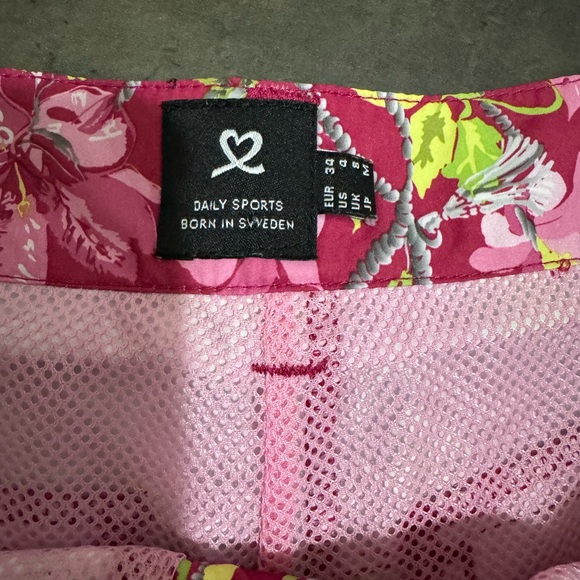 DAILY SPORTS
BORN IN SWEDEN
EUR 34
US 4
UK 8
JP M